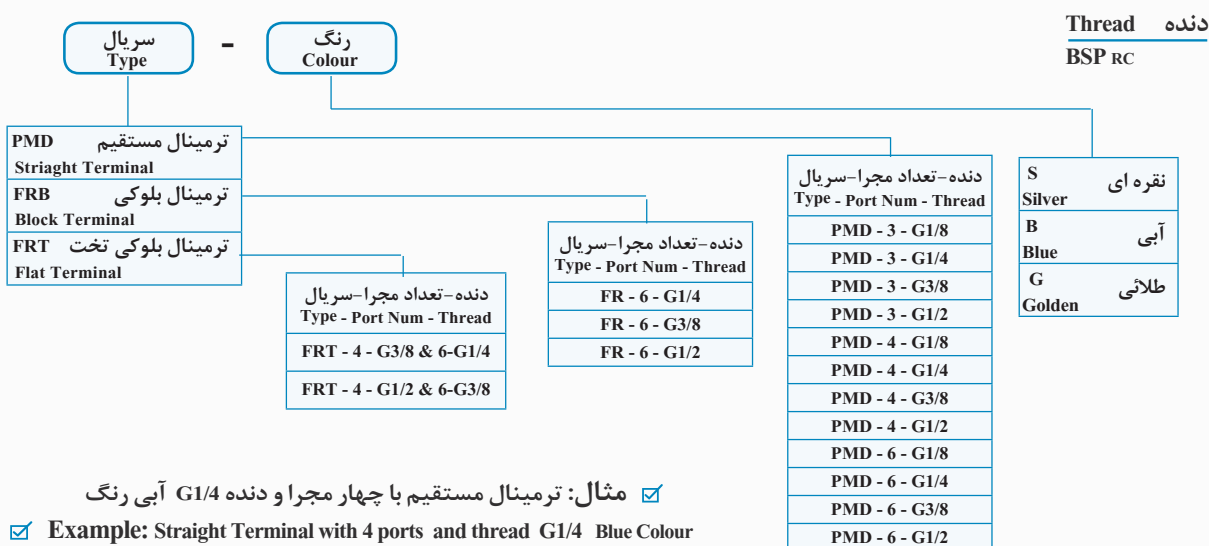 دنده Thread
BSP RC
سریال
Type
-
رنگ
Colour
PMD ترمینال مستقیم
Striaght Terminal
FRB ترمینال بلوکی
Block Terminal
FRT ترمینال بلوکی تخت
Flat Terminal
دنده-تعداد مجرا-سریال
Type - Port Num - Thread
FRT - 4 - G3/8 & 6-G1/4
FRT - 4 - G1/2 & 6-G3/8
دنده-تعداد مجرا-سریال
Type - Port Num - Thread
FR - 6 - G1/4
FR - 6 - G3/8
FR - 6 - G1/2
دنده-تعداد مجرا-سریال
Type - Port Num - Thread
PMD - 3 - G1/8
PMD - 3 - G1/4
PMD - 3 - G3/8
PMD - 3 - G1/2
PMD - 4 - G1/8
PMD - 4 - G1/4
PMD - 4 - G3/8
PMD - 4 - G1/2
PMD - 6 - G1/8
PMD - 6 - G1/4
PMD - 6 - G3/8
PMD - 6 - G1/2
S نقره ای
Silver
B آبی
Blue
G طلائی
Golden
مثال: ترمینال مستقیم با چهار مجرا و دنده G1/4 آبی رنگ
Example: Straight Terminal with 4 ports and thread G1/4 Blue Colour